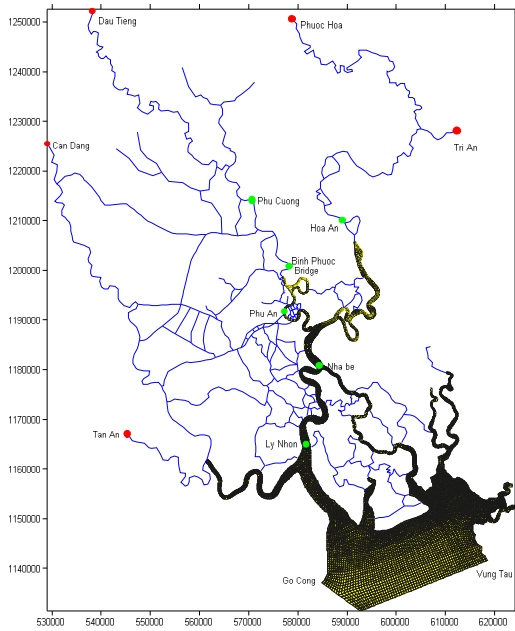 1250000
1240000
1230000
1220000
1210000
1200000
1190000
1180000
1170000
1160000
1150000
1140000
Dau Tieng
Phuoc Hoa
Can Dang
Tri An
Phu Cuong
Hoa An
Binh Phuoc
Bridge
Phu An
Nha be
Tan An
Ly Nhon
Go Cong
Vung Tau
530000 540000 550000 560000 570000 580000 590000 600000 610000 620000